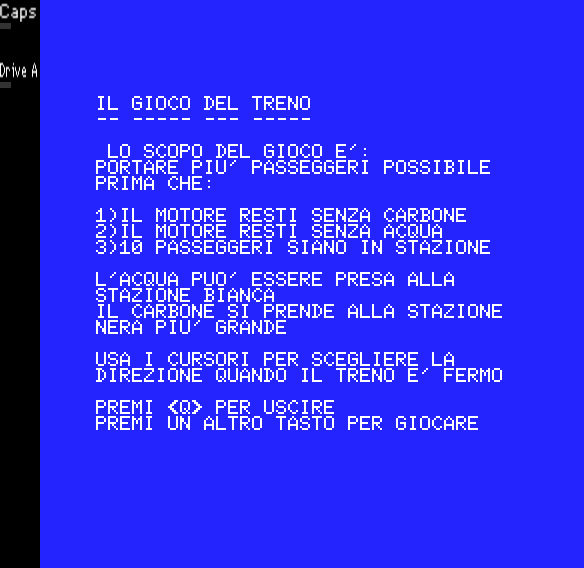 Caps
Drive A
IL GIOCO DEL TRENO
-- ----- --- -----
LO SCOPO DEL GIOCO E':
PORTARE PIU' PASSEGGERI POSSIBILE
PRIMA CHE:
1)IL MOTORE RESTI SENZA CARBONE
2)IL MOTORE RESTI SENZA ACQUA
3)10 PASSEGGERI SIANO IN STAZIONE
L'ACQUA PUO' ESSERE PRESA ALLA
STAZIONE BIANCA
IL CARBONE SI PRENDE ALLA STAZIONE
NERA PIU' GRANDE
USA I CURSORI PER SCEGLIERE LA
DIREZIONE QUANDO IL TRENO E' FERMO
PREMI <Q> PER USCIRE
PREMI UN ALTRO TASTO PER GIOCARE